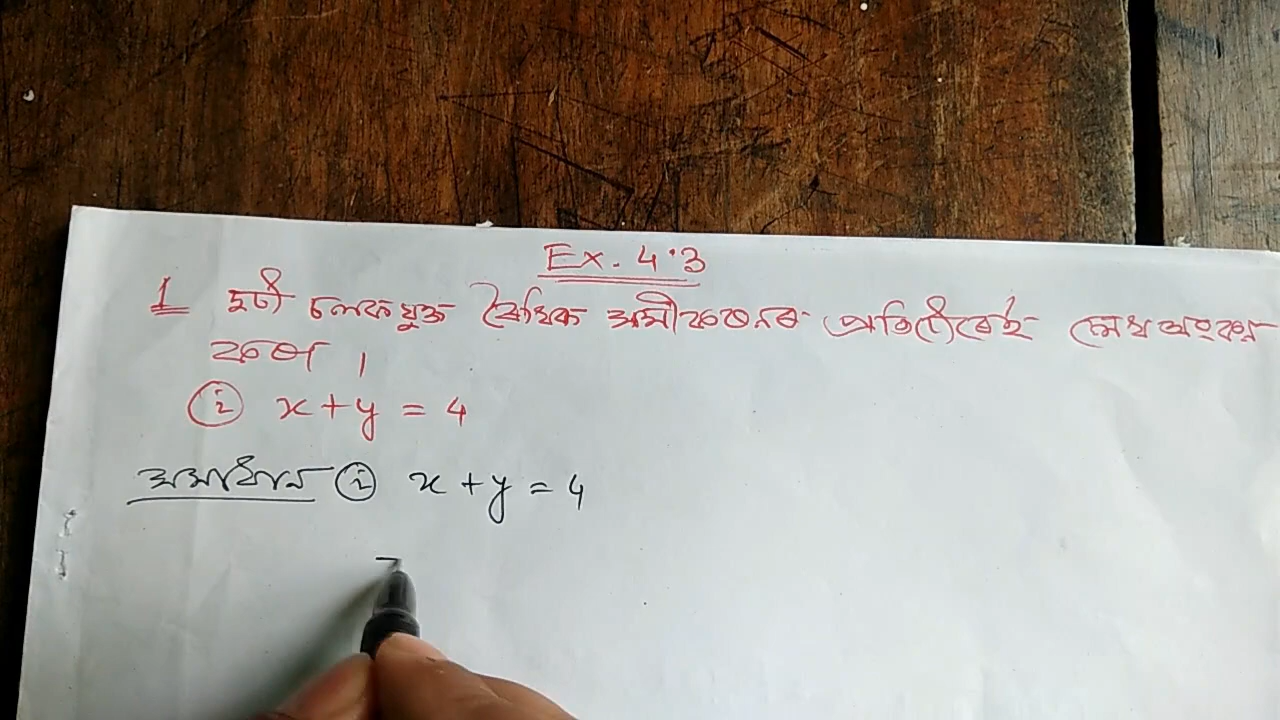 Ex. 4.3
1 দুটা চলকযুক্ত ৰৈখিক সমীকৰণৰ প্ৰতিটোৰেই লেখ অংকন
কৰা ।
(i) x + y = 4
সমাধান (i) x + y = 4